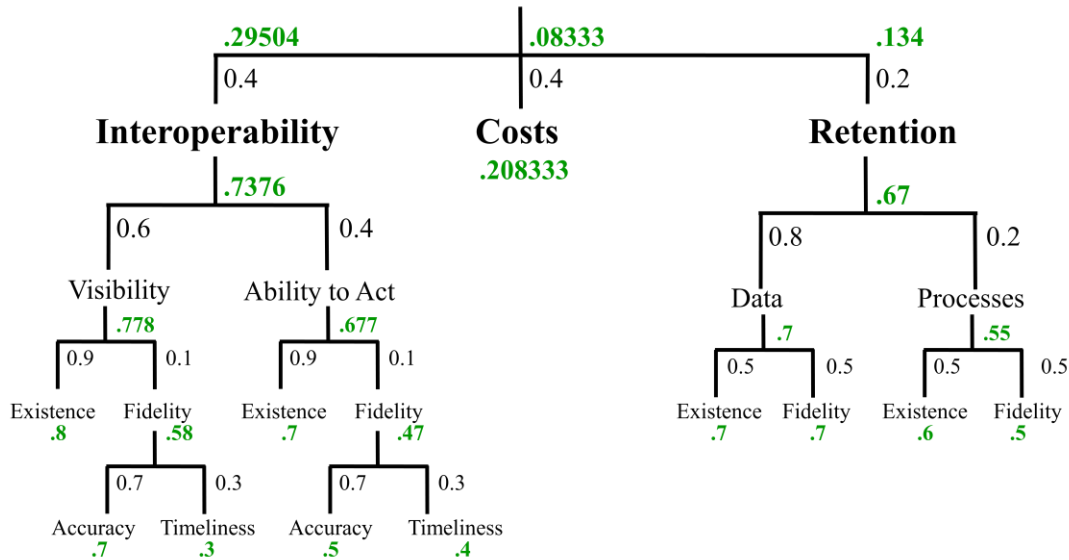 .29504 .08333 .134
0.4 0.4 0.2
Interoperability Costs Retention
.208333
.7376 .67
0.6 0.4 0.8 0.2
Visibility Ability to Act Data Processes
.778 .677 .7 .55
0.9 0.1 0.9 0.1 0.5 0.5 0.5 0.5
Existence Fidelity Existence Fidelity Existence Fidelity Existence Fidelity
.8 .58 .7 .47 .7 .7 .6 .5
0.7 0.3 0.7 0.3
Accuracy Timeliness Accuracy Timeliness
.7 .3 .5 .4